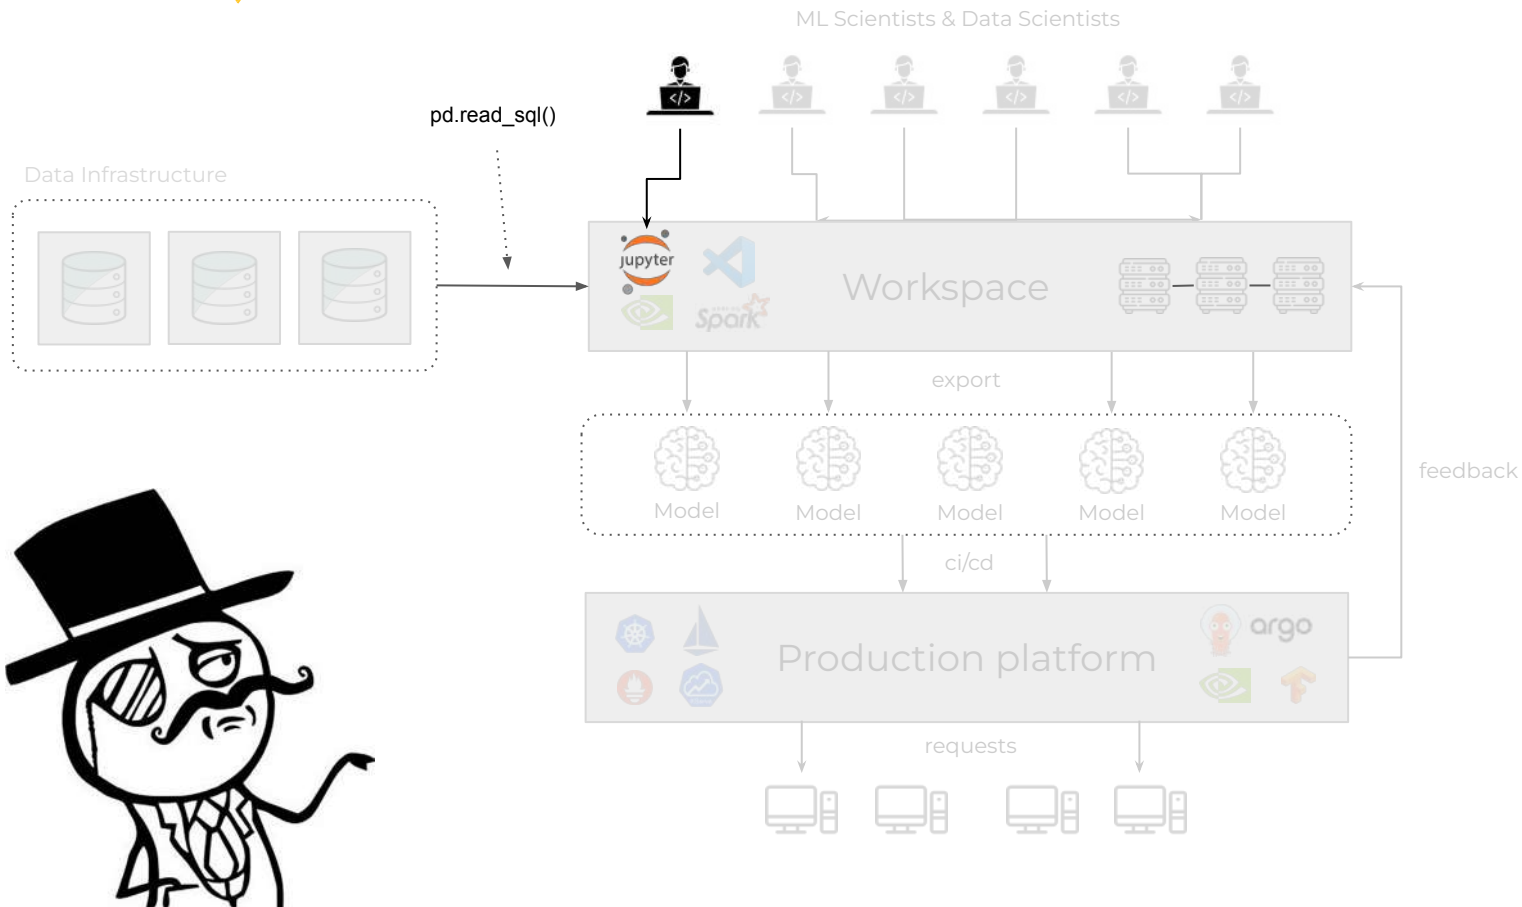 ML Scientists & Data Scientists
</>
</>
</>
</>
</>
</>
pd.read_sql()
Data Infrastructure
jupyter
Spark
Workspace
export
Model
Model
Model
Model
Model
feedback
ci/cd
argo
Production platform
requests